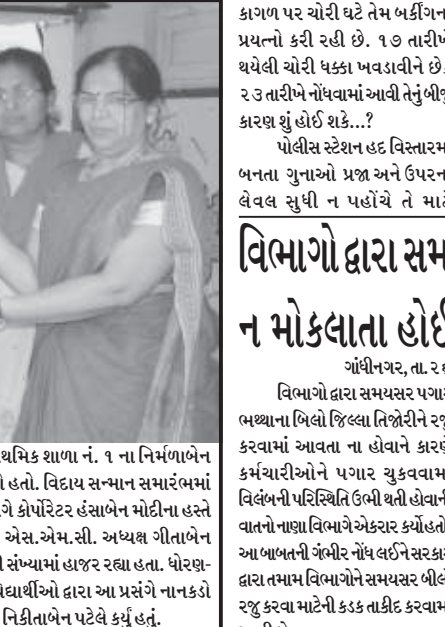 થમિક શાળા નં. ૧ ના નિર્મળાબેન
હતો. વિદાય સન્માન સમારંભમાં
ગે કોર્પોરેટર હંસાબેન મોદીના હસ્તે
એસ.એમ.સી. અધ્યક્ષ ગીતાબેન
સંખ્યામાં હાજર રહ્યા હતા. ધોરણ-
વિદ્યાર્થીઓ દ્વારા આ પ્રસંગે નાનકડો
નિકીતાબેન પટેલે કર્યું હતું.
કાગળ પર ચોરી ઘટે તેમ બર્કીંગન
પ્રયત્નો કરી રહી છે. ૧૭ તારીખે
થયેલી ચોરી ધક્કા ખવડાવીને છે
૨૩ તારીખે નોંધવામાં આવી તેનું બીજુ
કારણ શું હોઈ શકે...?
પોલીસ સ્ટેશન હદ વિસ્તારમ
બનતા ગુનાઓ પ્રજા અને ઉપરન
લેવલ સુધી ન પહોંચે તે માટે
વિભાગો દ્વારા સમ
ન મોકલાતા હોઈ
ગાંધીનગર, તા. ૨
વિભાગો દ્વારા સમયસર પગાર
ભથ્થાના બિલો જિલ્લા તિજોરીને રજુ
કરવામાં આવતા ના હોવાને કારણે
કર્મચારીઓને પગાર ચુકવવામ
વિલંબની પરિસ્થિતિ ઉભી થતી હોવાની
વાતનો નાણા વિભાગે એકરાર કર્યો હતો
આ બાબતની ગંભીર નોંધ લઈને સરકાર
દ્વારા તમામ વિભાગોને સમયસર બીલો
રજુ કરવા માટેની કડક તાકીદ કરવામ